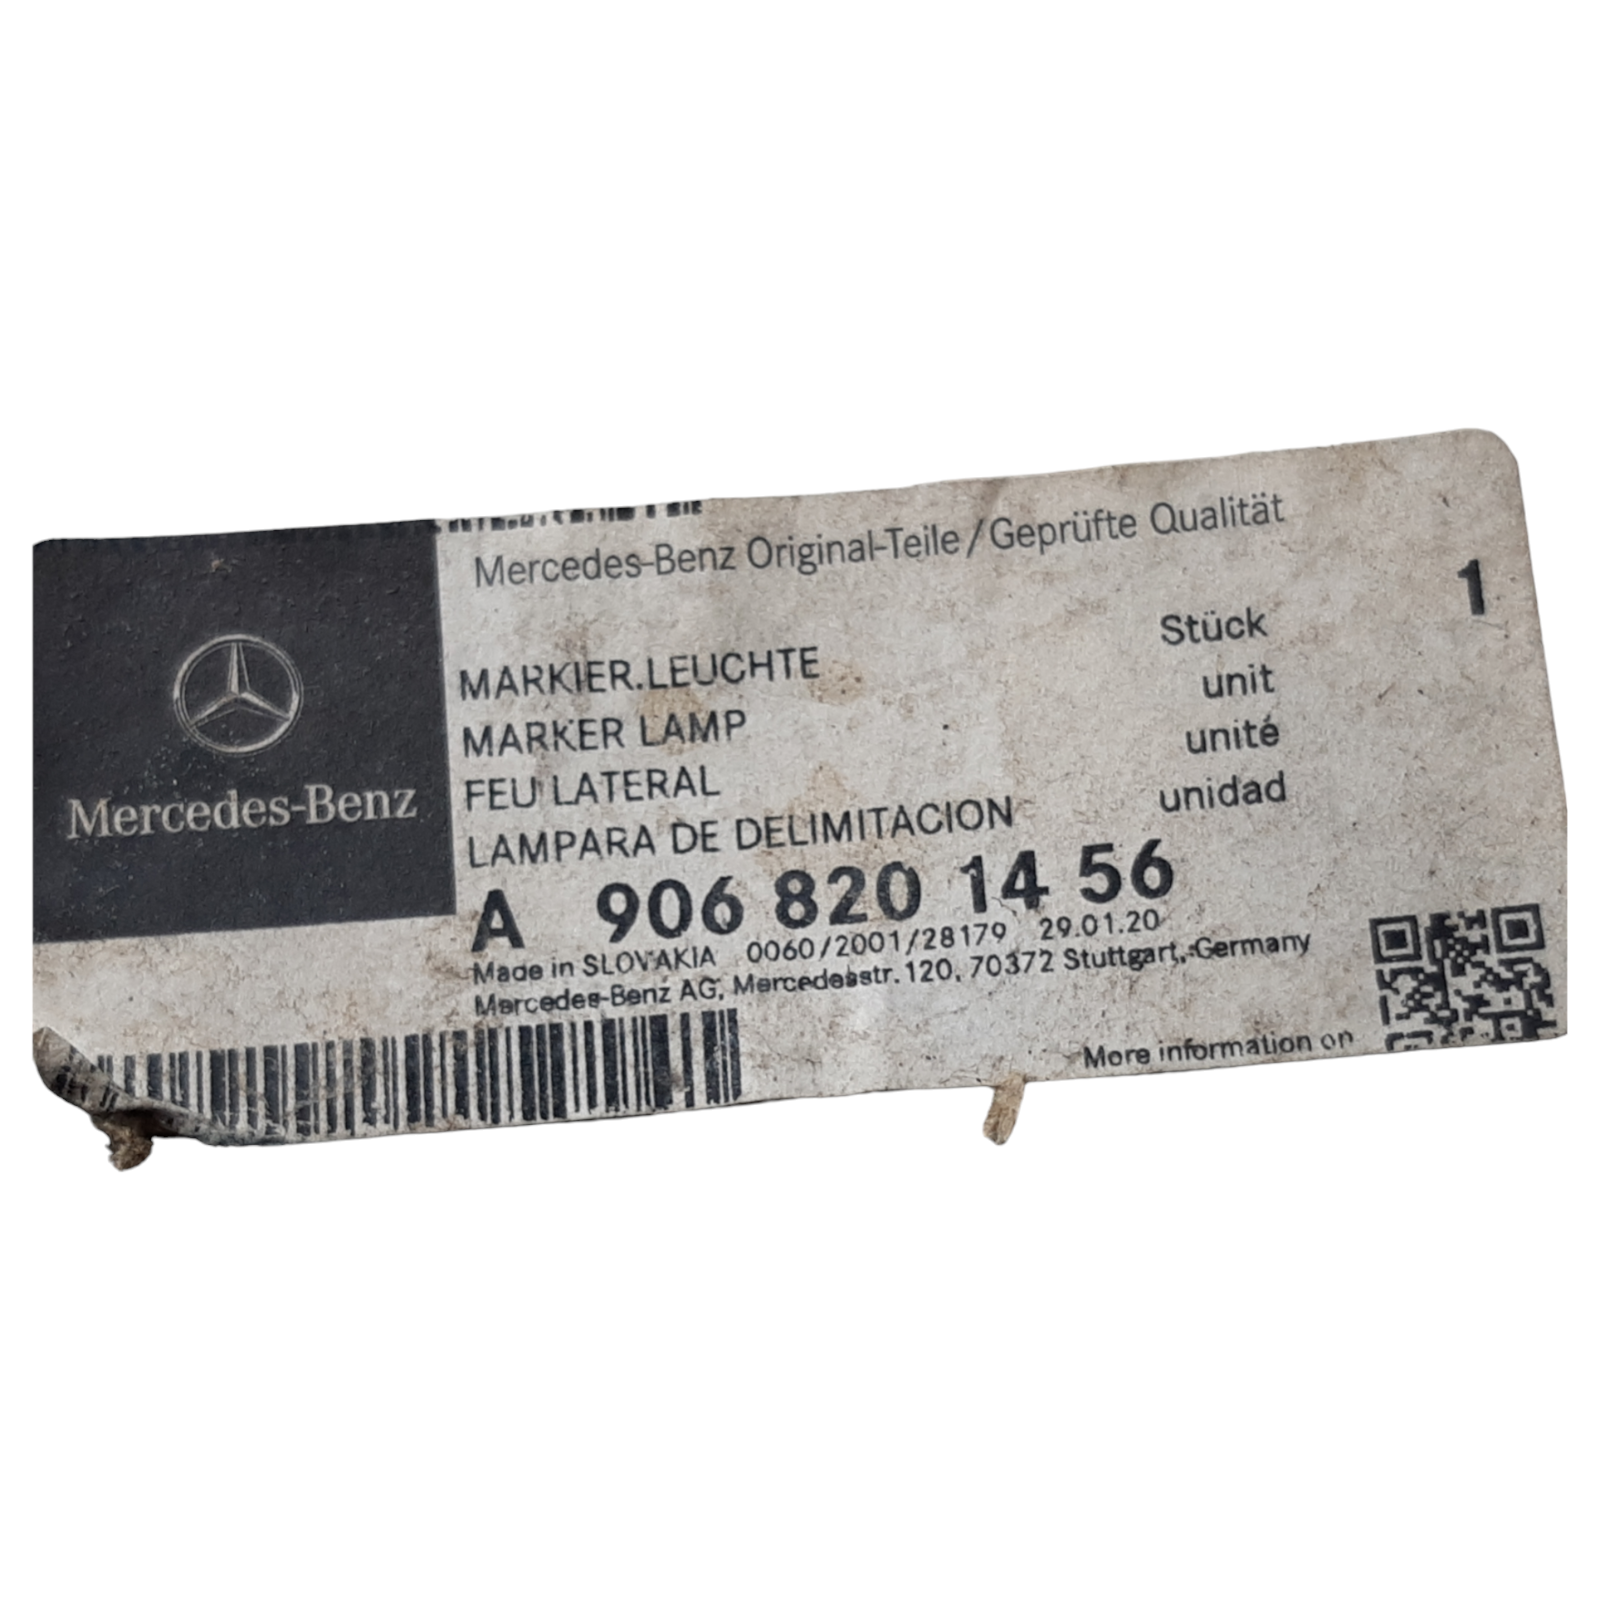 Mercedes-Benz Original-Teile/Geprüfte Qualität
Mercedes-Benz
MARKIER.LEUCHTE Stück 1
MARKER LAMP unit
FEU LATERAL unité
LAMPARA DE DELIMITACION unidad
A 906 820 14 56
Made in SLOVAKIA 0060/2001/28179 29.01.20
Mercedes-Benz AG, Mercedesstr. 120, 70372 Stuttgart, Germany
More information on